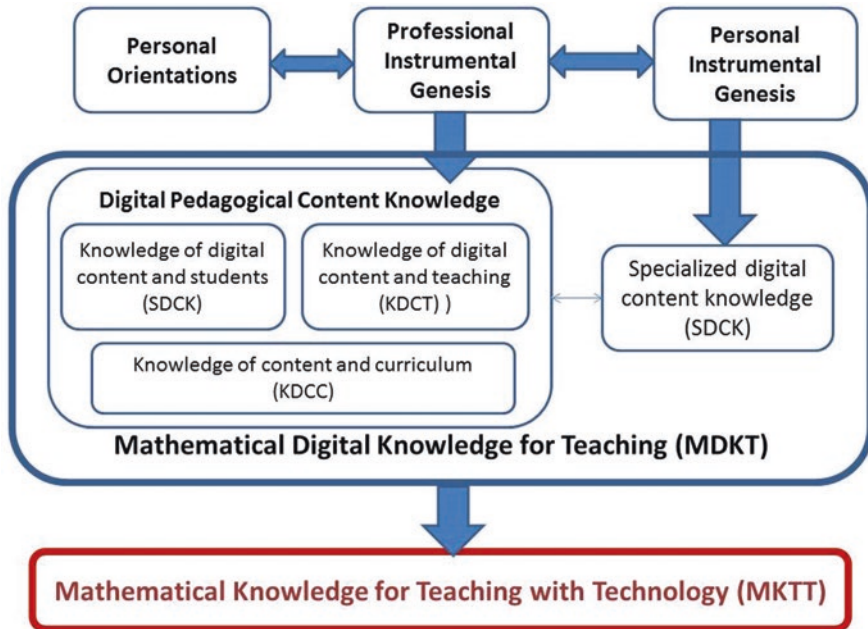 Personal
Orientations
Professional
Instrumental
Genesis
Personal
Instrumental
Genesis
Digital Pedagogical Content Knowledge
Knowledge of digital
content and students
(SDCK)
Knowledge of digital
content and teaching
(KDCT) )
Knowledge of content and curriculum
(KDCC)
Specialized digital
content knowledge
(SDCK)
Mathematical Digital Knowledge for Teaching (MDKT)
Mathematical Knowledge for Teaching with Technology (MKTT)